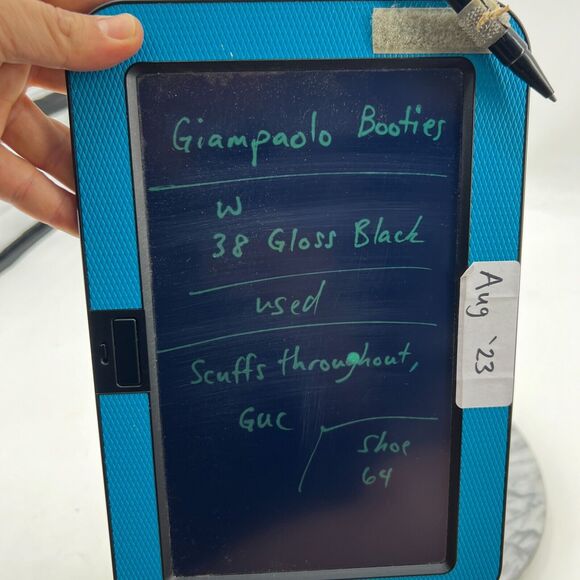 Giampaolo Booties
W
38 Gloss Black
used
Scuffs throughout,
GUC
Shoe
64
Aug '23